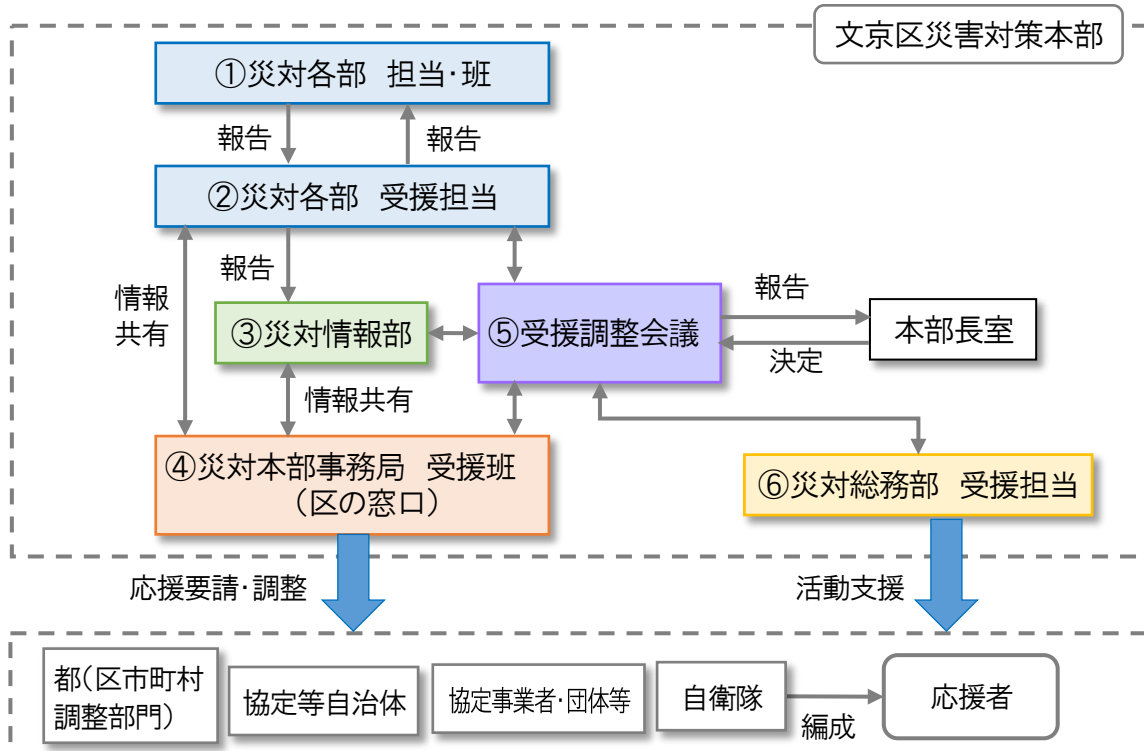 文京区災害対策本部
①災対各部 担当・班
報告
報告
②災対各部 受援担当
情報
共有
報告
③災対情報部
⑤受援調整会議
報告
決定
本部長室
情報共有
④災対本部事務局 受援班
（区の窓口）
⑥災対総務部 受援担当
応援要請・調整
活動支援
都（区市町村
調整部門）
協定等自治体
協定事業者・団体等
自衛隊
編成
応援者